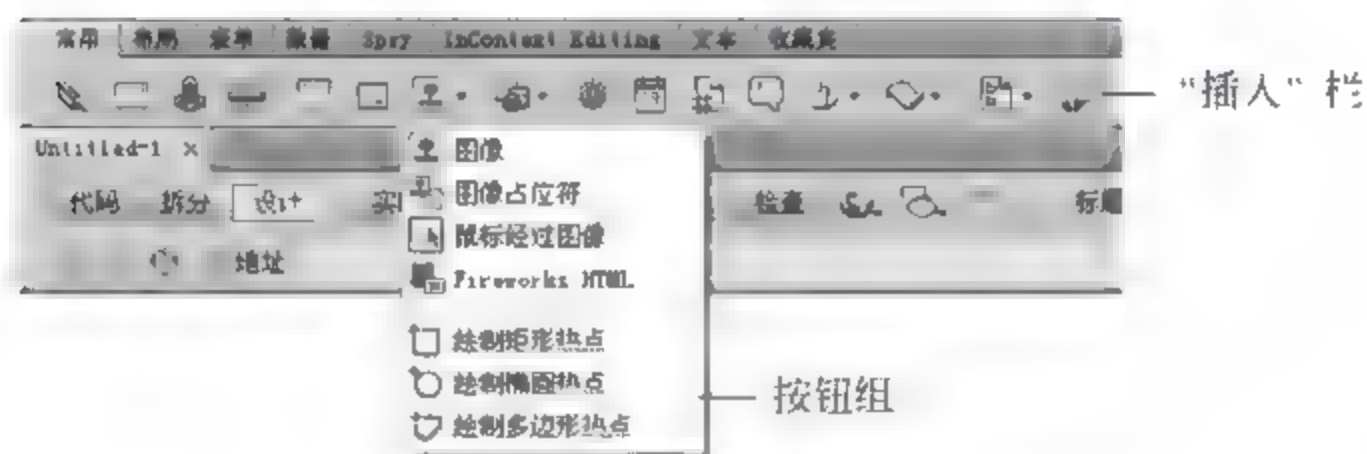 常用 布局 表单 数据 Spry InContext Editing 文本 收藏夹
"插入" 栏
Untitled-1 ×
代码 拆分 设计 检查 标题
地址
图像
图像占位符
鼠标经过图像
Fireworks HTML
绘制矩形热点
绘制椭圆热点
绘制多边形热点
按钮组